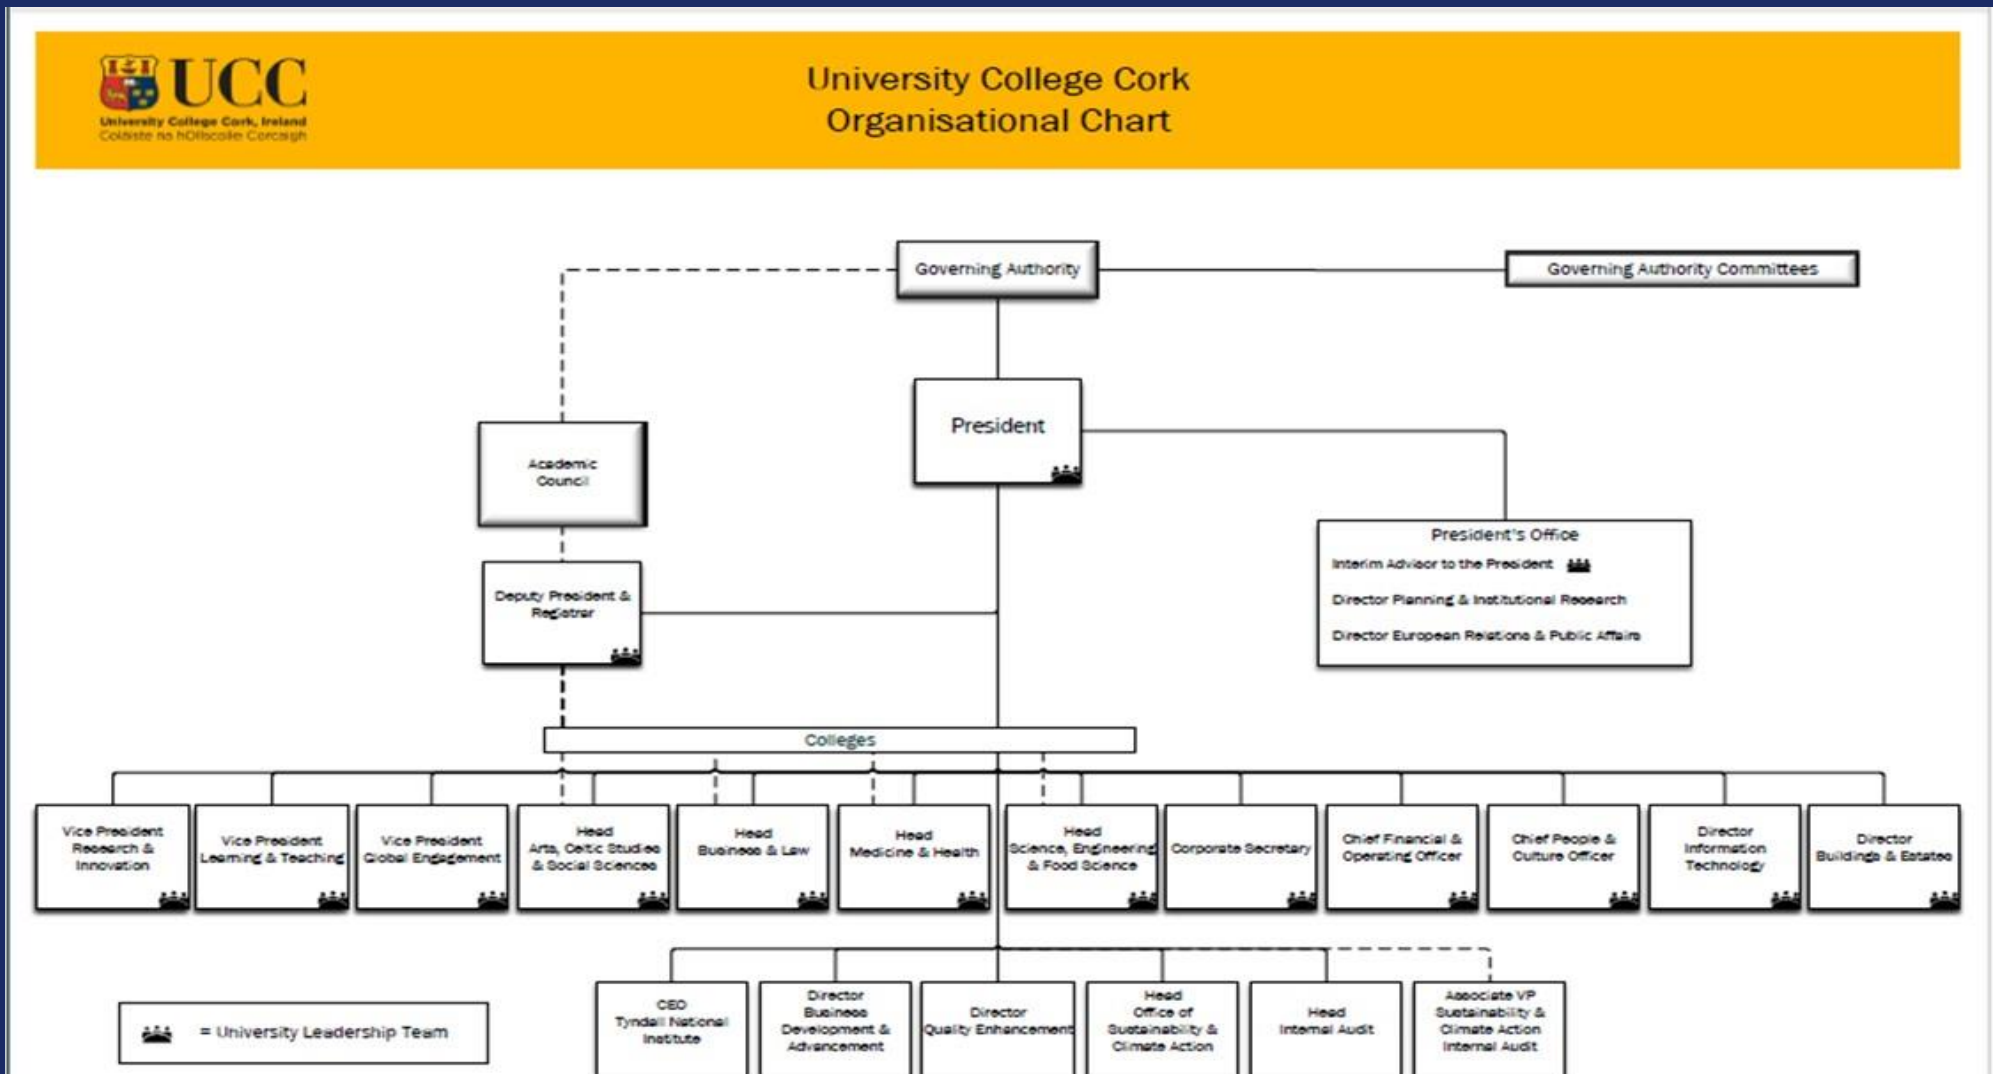 UCC
University College Cork, Ireland
Coláiste na hOllscoile Corcaigh
University College Cork
Organisational Chart
Governing Authority
Governing Authority Committees
President
Academic
Council
President's Office
Interim Advisor to the President
Director Planning & Institutional Research
Director European Relations & Public Affairs
Deputy President &
Registrar
Colleges
Vice President
Research &
Innovation
Vice President
Learning & Teaching
Vice President
Global Engagement
Head
Arts, Celtic Studies
& Social Sciences
Head
Business & Law
Head
Medicine & Health
Head
Science, Engineering
& Food Science
Corporate Secretary
Chief Financial &
Operating Officer
Chief People &
Culture Officer
Director
Information
Technology
Director
Buildings & Estates
CEO
Tyndall National
Institute
Director
Business
Development &
Advancement
Director
Quality Enhancement
Head
Office of
Sustainability &
Climate Action
Head
Internal Audit
Associate VP
Sustainability &
Climate Action
Internal Audit
= University Leadership Team